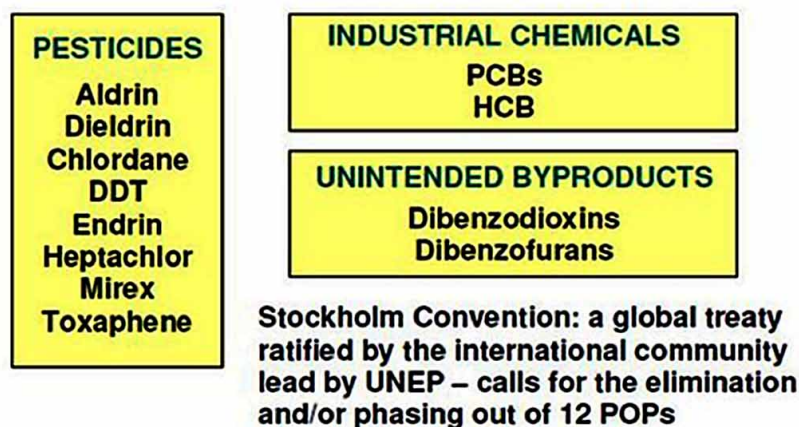 PESTICIDES
Aldrin
Dieldrin
Chlordane
DDT
Endrin
Heptachlor
Mirex
Toxaphene
INDUSTRIAL CHEMICALS
PCBs
HCB
UNINTENDED BYPRODUCTS
Dibenzodioxins
Dibenzofurans
Stockholm Convention: a global treaty
ratified by the international community
lead by UNEP – calls for the elimination
and/or phasing out of 12 POPs